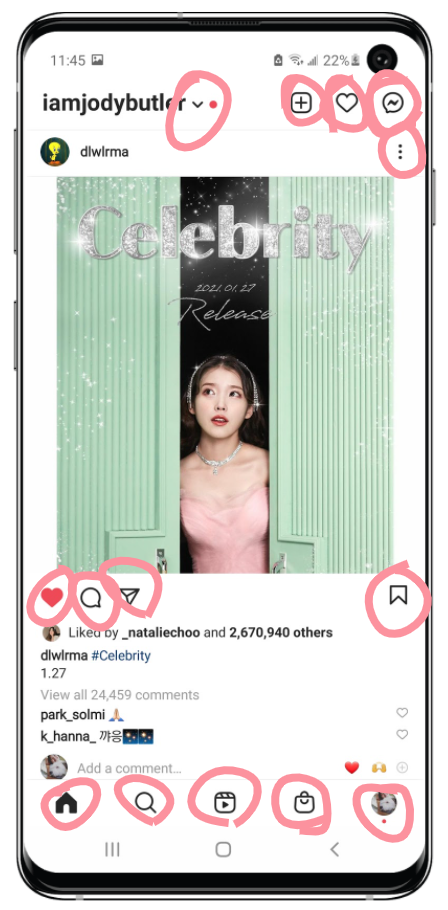 11:45
22%
iamjodybutler
dlwlrma
Celebrity
2021.01.27
Release
Liked by _nataliechoo and 2,670,940 others
dlwlrma #Celebrity
1.27
View all 24,459 comments
park_solmi 🙏🏻
k_hanna_ 꺄응🎇🎇
Add a comment...